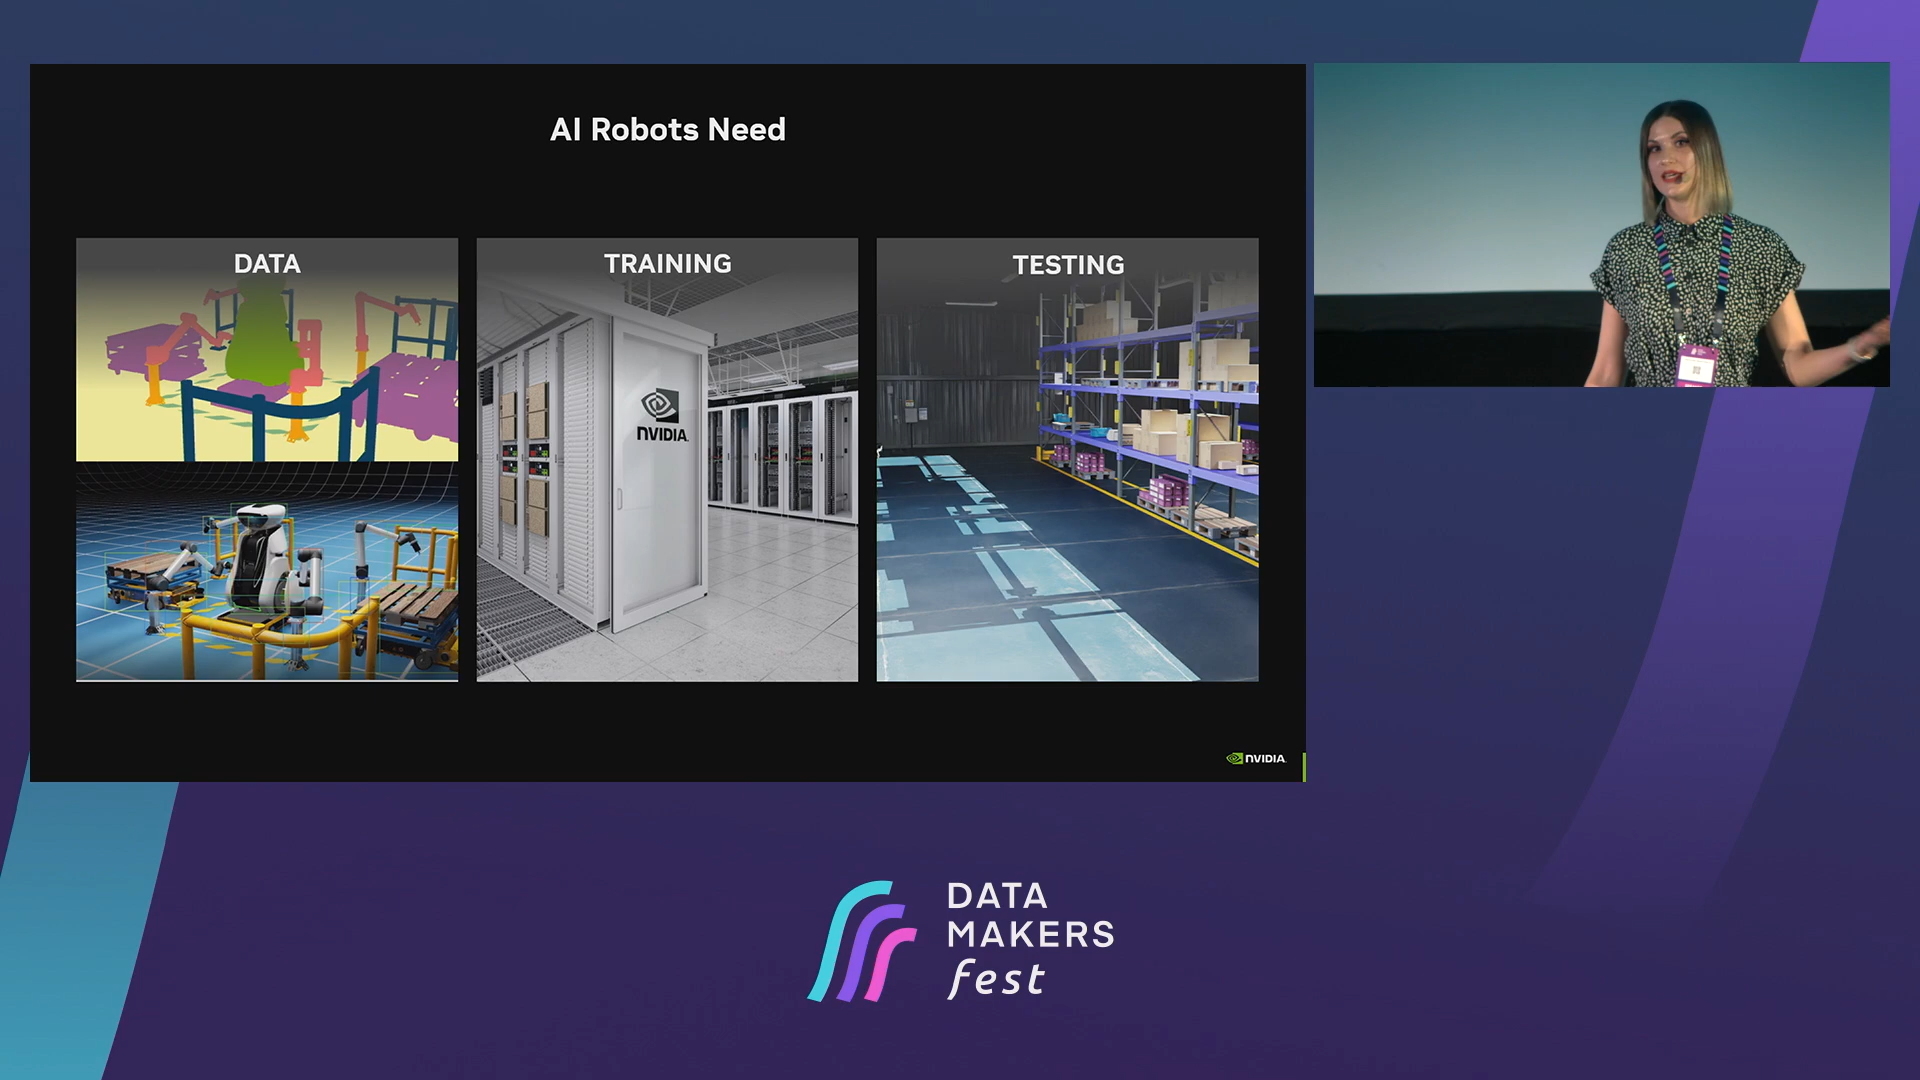 AI Robots Need
DATA
TRAINING
TESTING
NVIDIA.
NVIDIA.
DATA
MAKERS
fest